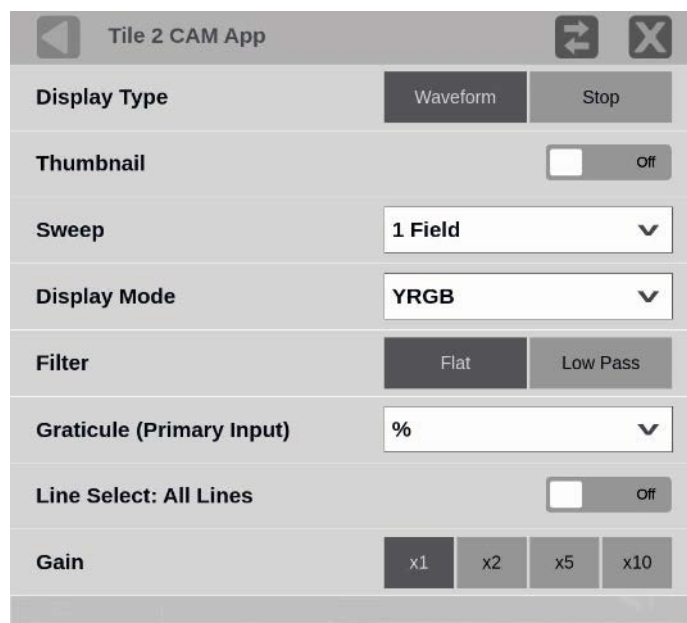 Tile 2 CAM App
Display Type Waveform Stop
Thumbnail Off
Sweep 1 Field
Display Mode YRGB
Filter Flat Low Pass
Graticule (Primary Input) %
Line Select: All Lines Off
Gain x1 x2 x5 x10